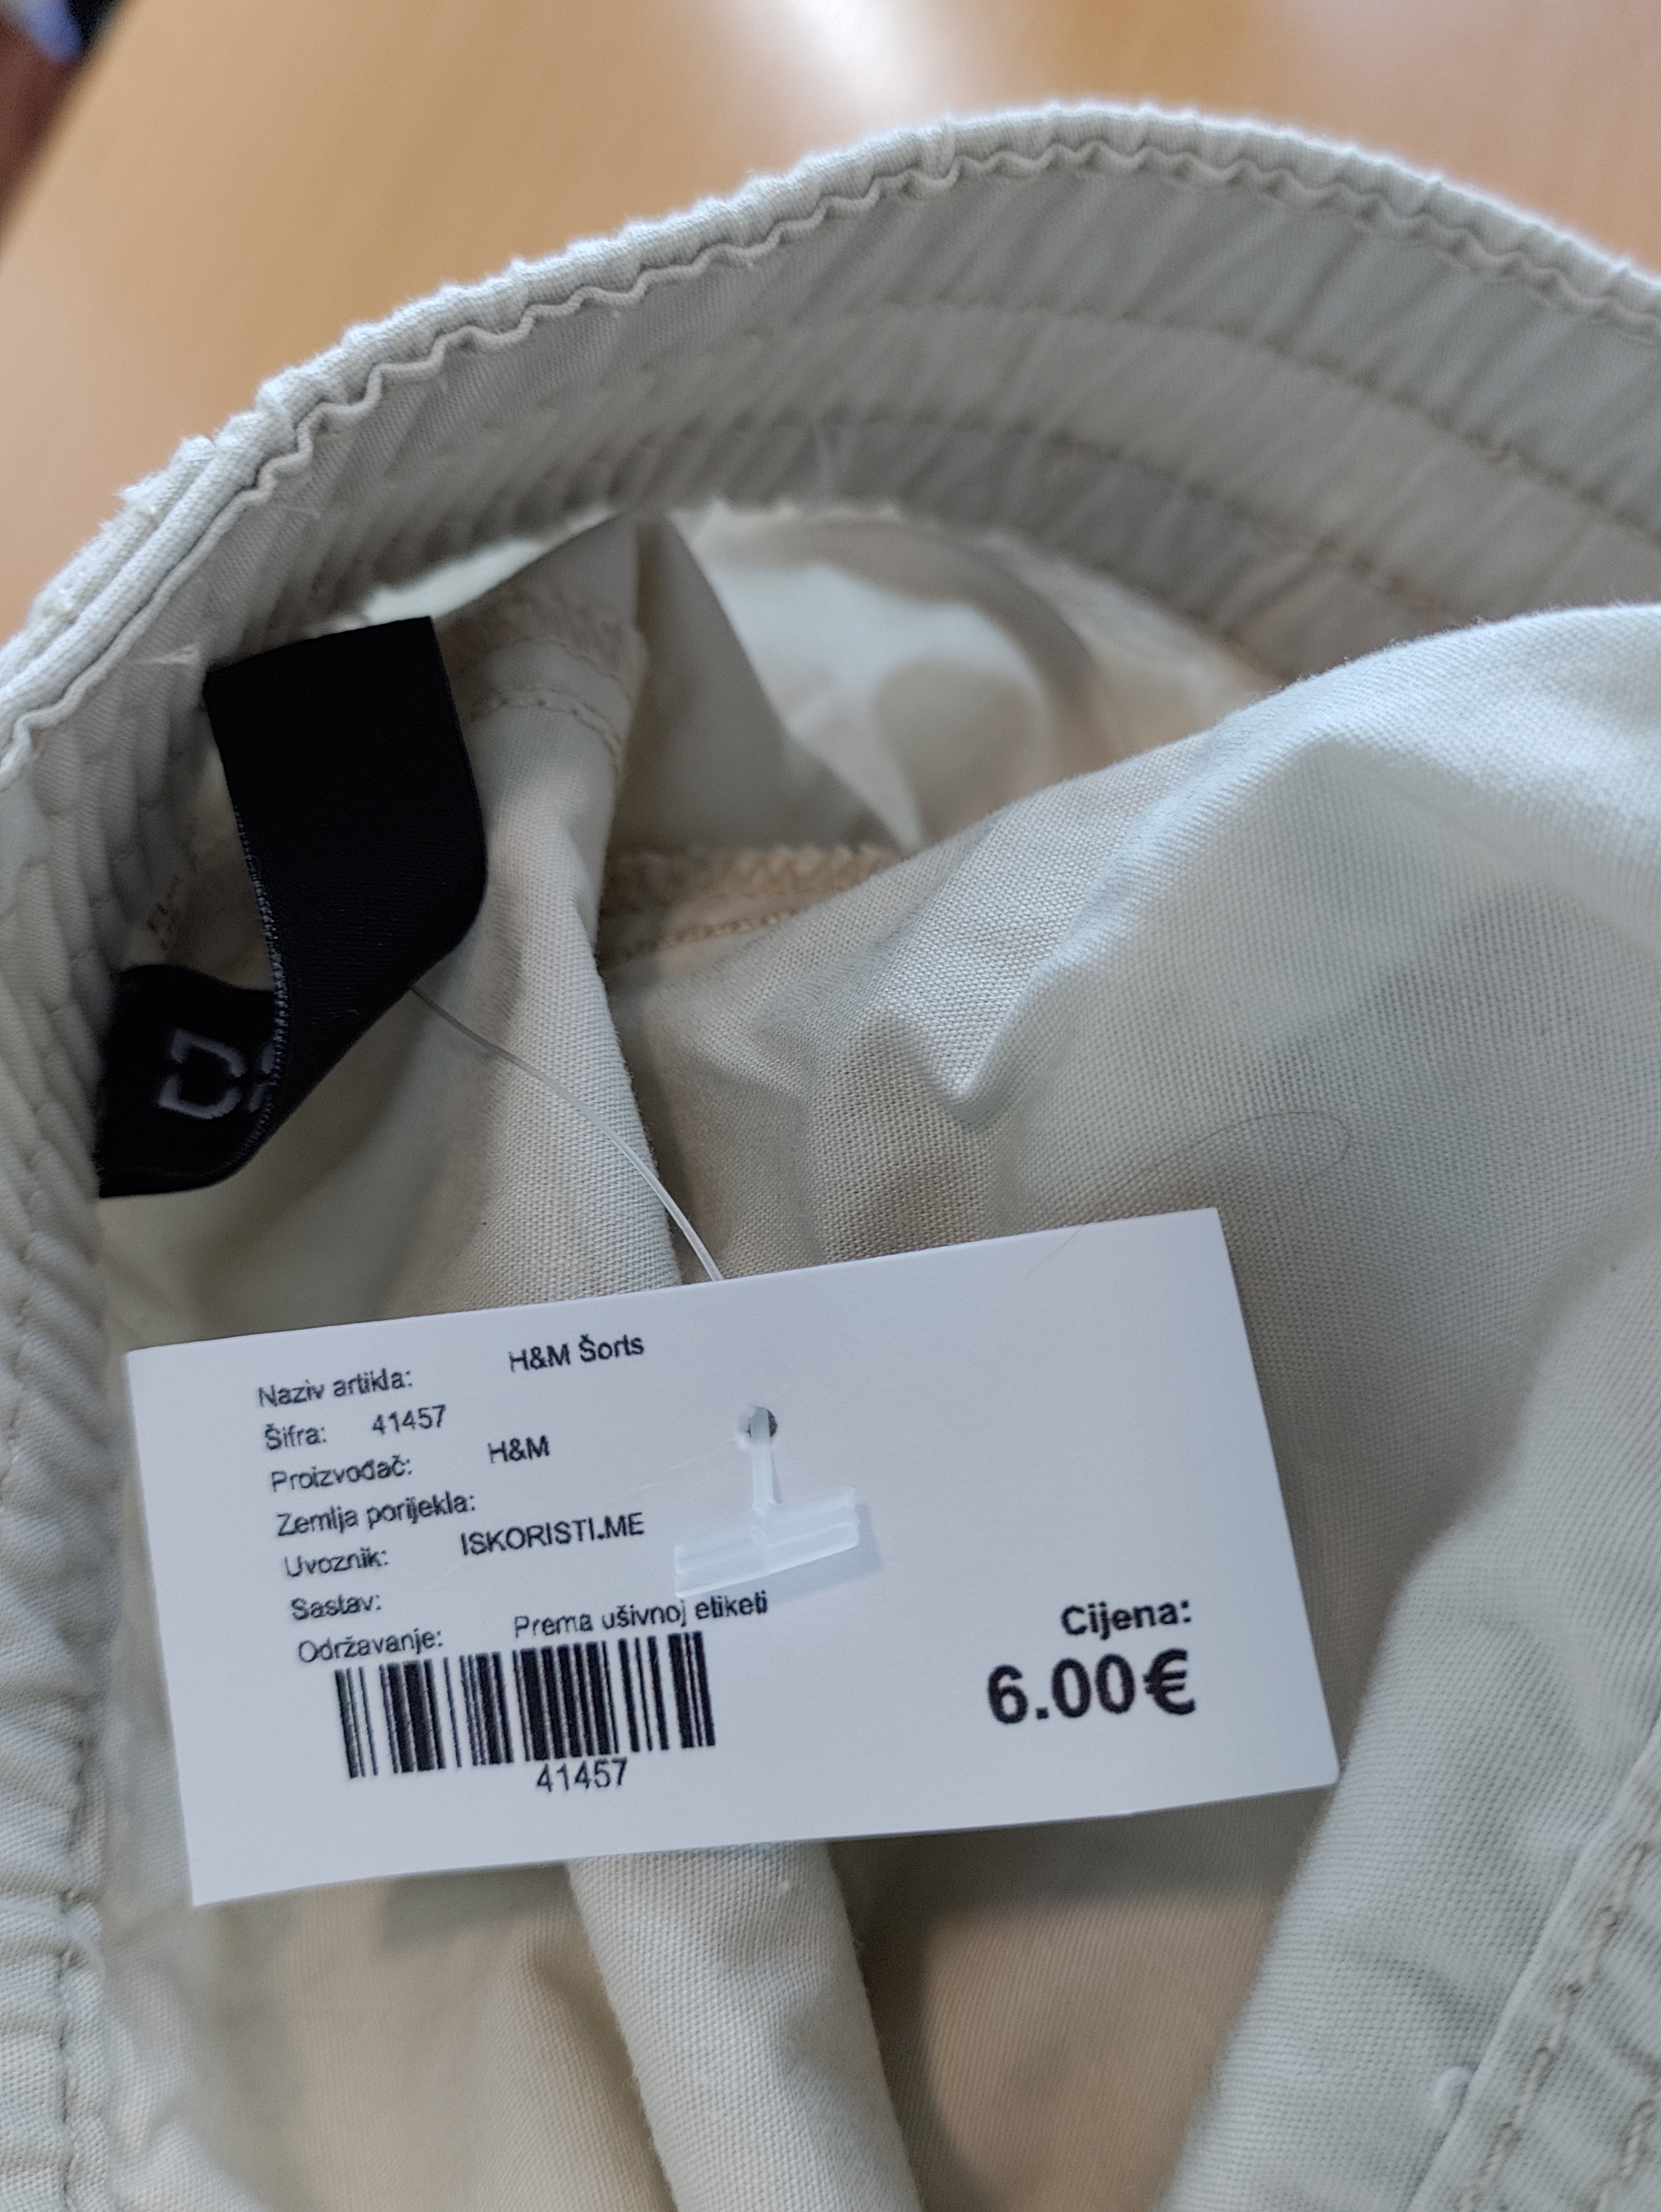 Naziv artikla: H&M Šorts
Šifra: 41457
Proizvođač: H&M
Zemlja porijekla:
Uvoznik: ISKORISTI.ME
Sastav:
Održavanje: Prema ušivnoj etiketi
41457
Cijena:
6.00€